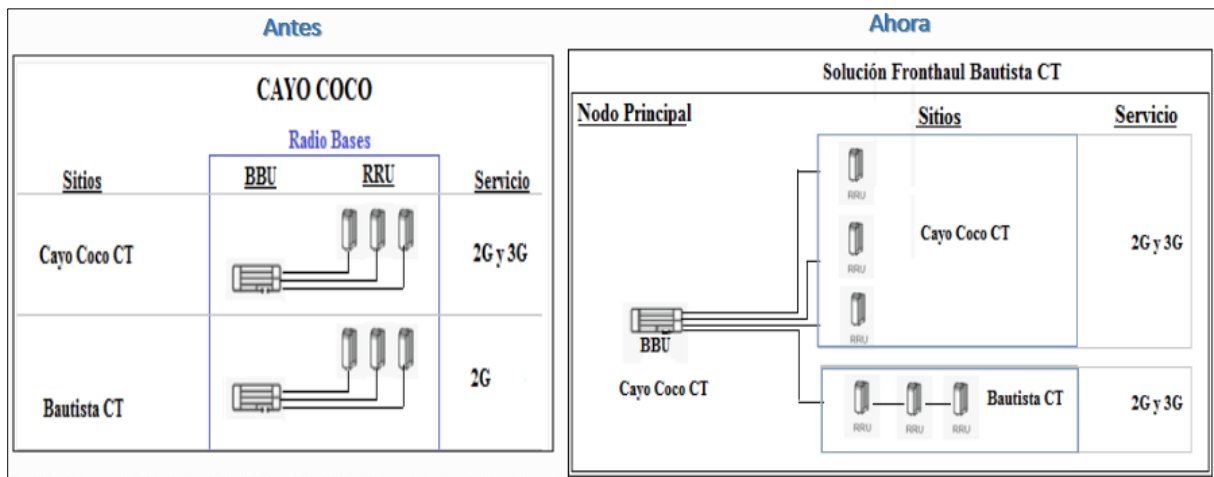 Antes
CAYO COCO
Radio Bases
Sitios BBU RRU Servicio
Cayo Coco CT 2G y 3G
Bautista CT 2G
Ahora
Solución Fronthaul Bautista CT
Nodo Principal Sitios Servicio
RRU
RRU
Cayo Coco CT 2G y 3G
RRU
BBU
Cayo Coco CT
RRU RRU RRU
Bautista CT 2G y 3G